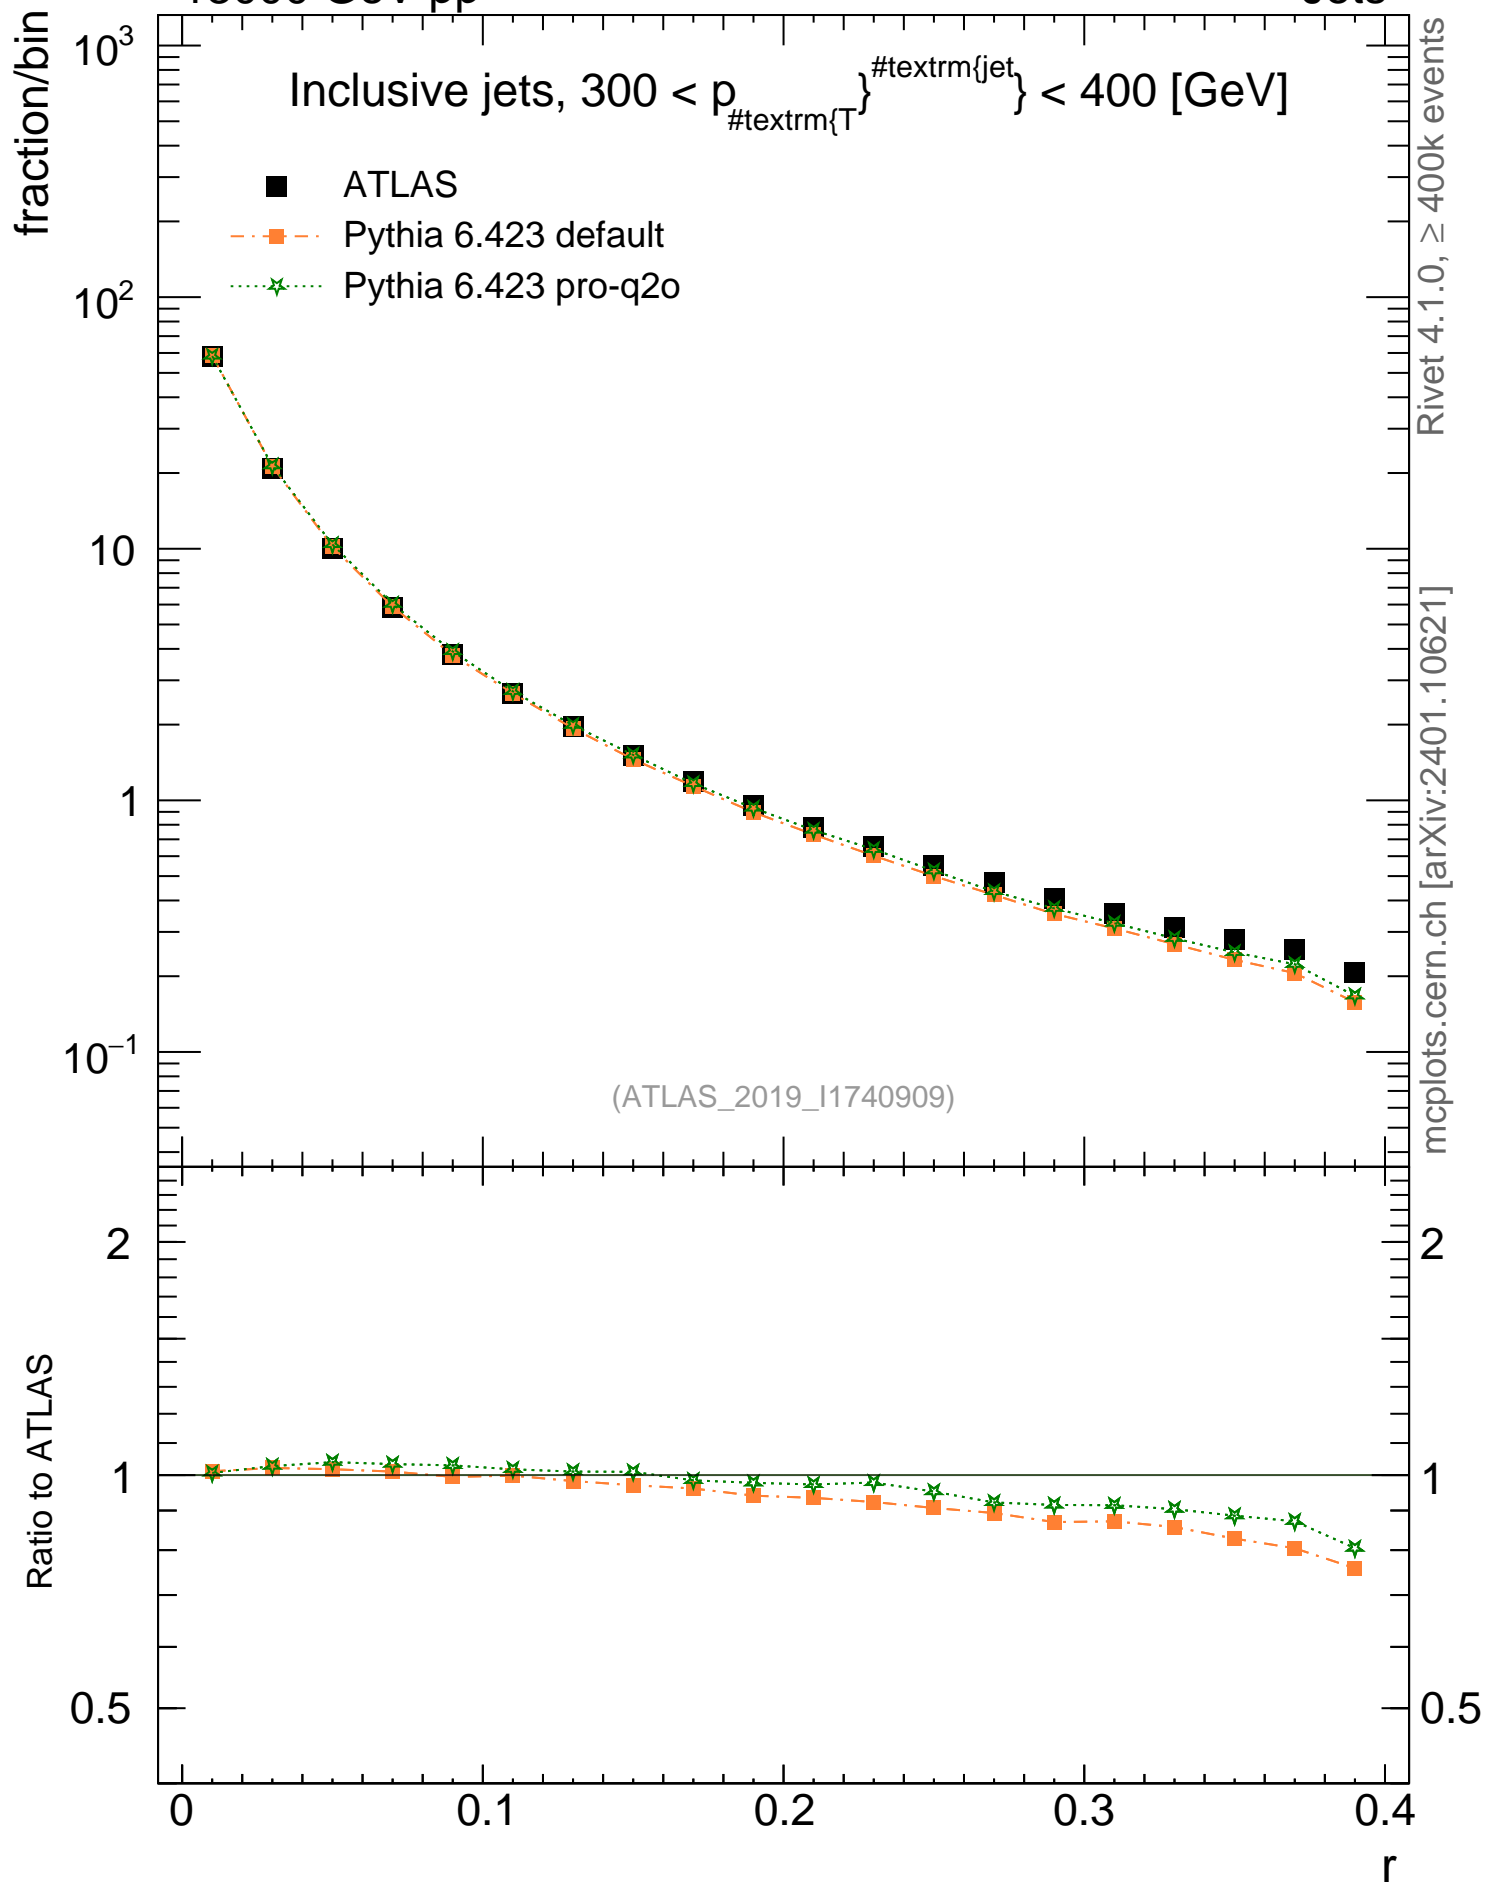 fraction/bin
Inclusive jets, 300 < p_{#textrm{T}}^{#textrm{jet}} < 400 [GeV]
ATLAS
Pythia 6.423 default
Pythia 6.423 pro-q2o
10³
10²
10
1
10⁻¹
(ATLAS_2019_I1740909)
Rivet 4.1.0, ≥ 400k events
mcplots.cern.ch [arXiv:2401.10621]
Ratio to ATLAS
2
1
0.5
2
1
0.5
0 0.1 0.2 0.3 0.4
r